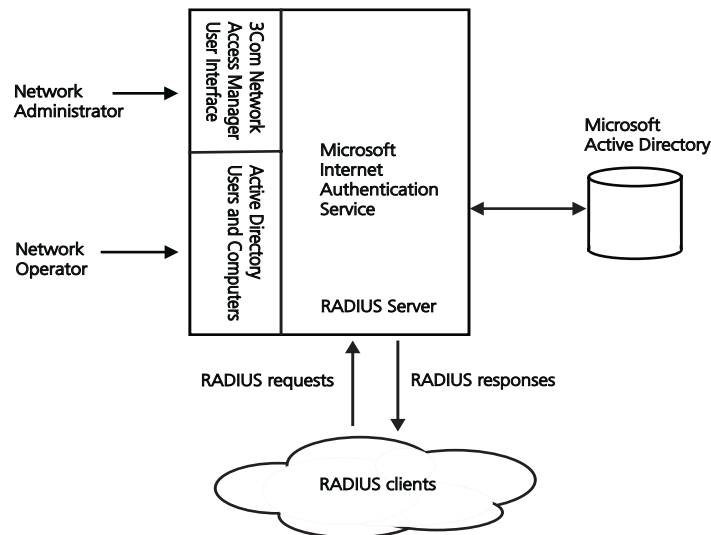 3Com Network
Access Manager
User Interface
Network
Administrator
Microsoft
Internet
Authentication
Service
Microsoft
Active Directory
Active Directory
Users and Computers
Network
Operator
RADIUS Server
RADIUS requests
RADIUS responses
RADIUS clients